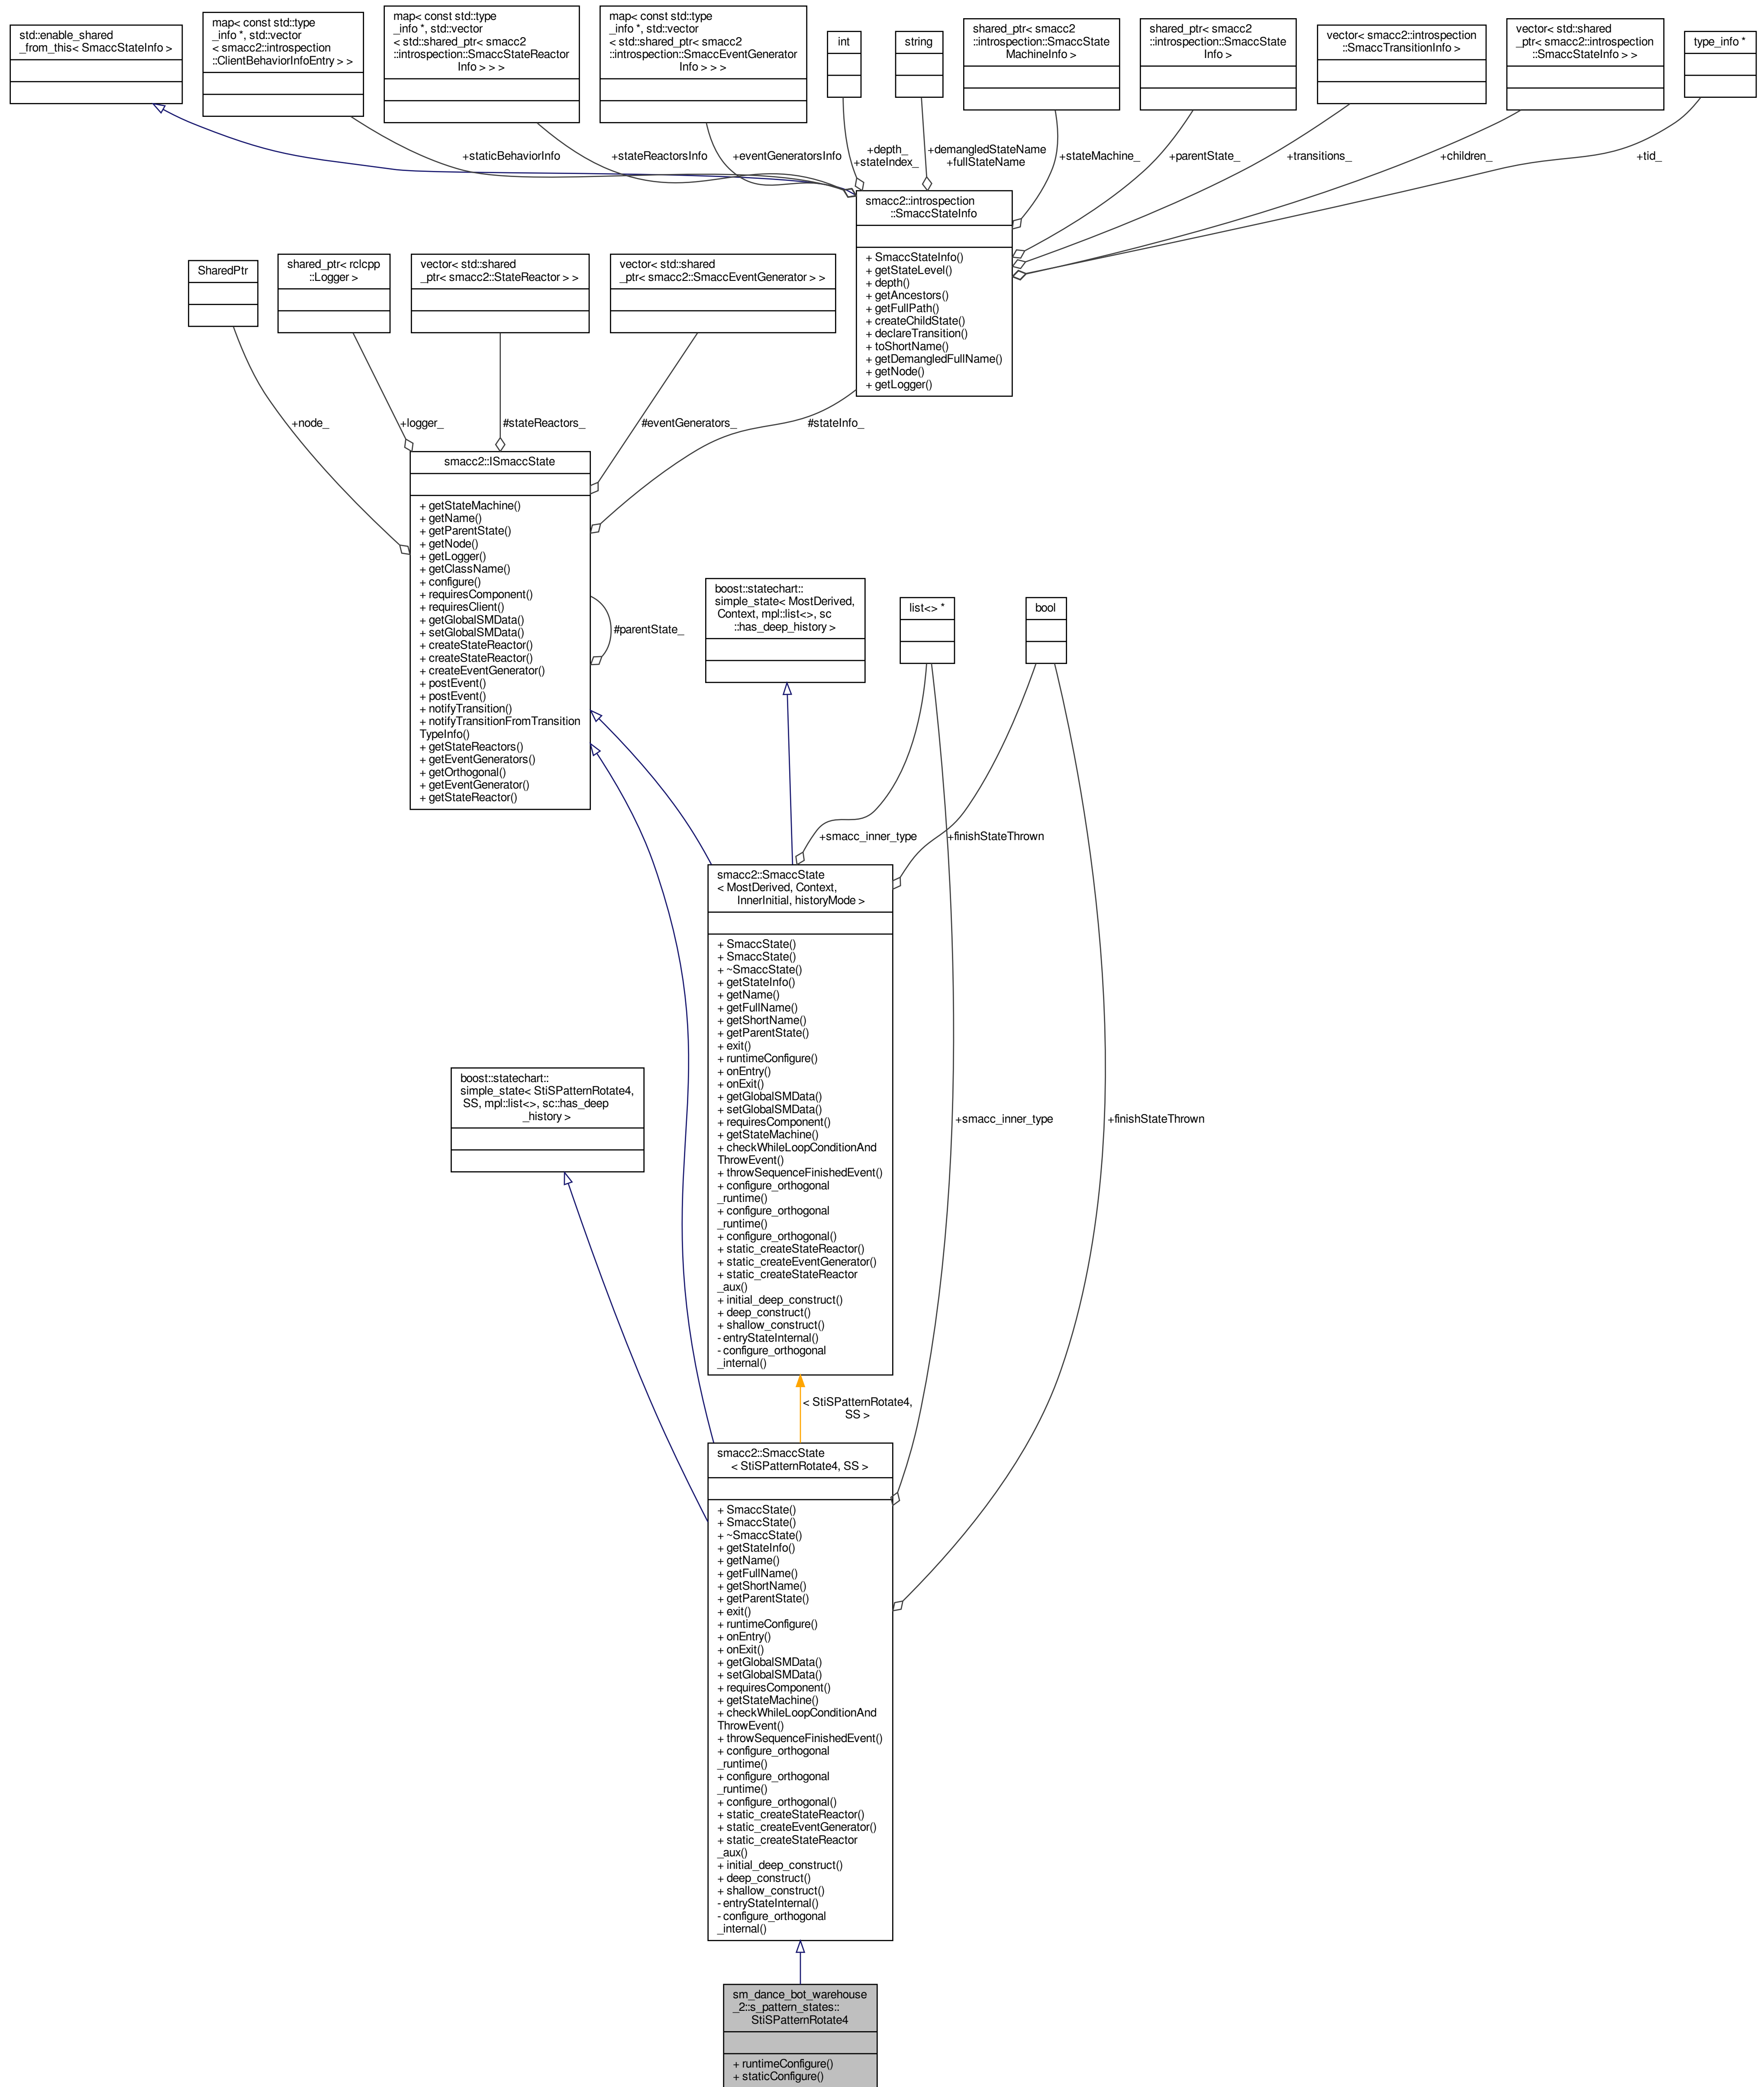 std::enable_shared
_from_this< SmaccStateInfo >
map< const std::type
_info *, std::vector
< smacc2::introspection
::ClientBehaviorInfoEntry > >
map< const std::type
_info *, std::vector
< std::shared_ptr< smacc2
::introspection::SmaccStateReactor
Info > > >
map< const std::type
_info *, std::vector
< std::shared_ptr< smacc2
::introspection::SmaccEventGenerator
Info > > >
int
string
shared_ptr< smacc2
::introspection::SmaccState
MachineInfo >
shared_ptr< smacc2
::introspection::SmaccState
Info >
vector< smacc2::introspection
::SmaccTransitionInfo >
vector< std::shared
_ptr< smacc2::introspection
::SmaccStateInfo > >
type_info *
+staticBehaviorInfo
+stateReactorsInfo
+eventGeneratorsInfo
+depth_
+stateIndex_
+demangledStateName
+fullStateName
+stateMachine_
+parentState_
+transitions_
+children_
+tid_
smacc2::introspection
::SmaccStateInfo
+ SmaccStateInfo()
+ getStateLevel()
+ depth()
+ getAncestors()
+ getFullPath()
+ createChildState()
+ declareTransition()
+ toShortName()
+ getDemangledFullName()
+ getNode()
+ getLogger()
SharedPtr
shared_ptr< rclcpp
::Logger >
vector< std::shared
_ptr< smacc2::StateReactor > >
vector< std::shared
_ptr< smacc2::SmaccEventGenerator > >
+node_
+logger_
#stateReactors_
#eventGenerators_
#stateInfo_
smacc2::ISmaccState
+ getStateMachine()
+ getName()
+ getParentState()
+ getNode()
+ getLogger()
+ getClassName()
+ configure()
+ requiresComponent()
+ requiresClient()
+ getGlobalSMData()
+ setGlobalSMData()
+ createStateReactor()
+ createStateReactor()
+ createEventGenerator()
+ postEvent()
+ postEvent()
+ notifyTransition()
+ notifyTransitionFromTransition
TypeInfo()
+ getStateReactors()
+ getEventGenerators()
+ getOrthogonal()
+ getEventGenerator()
+ getStateReactor()
#parentState_
boost::statechart::
simple_state< MostDerived,
Context, mpl::list<>, sc
::has_deep_history >
list<> *
bool
+smacc_inner_type
+finishStateThrown
smacc2::SmaccState
< MostDerived, Context,
InnerInitial, historyMode >
+ SmaccState()
+ SmaccState()
+ ~SmaccState()
+ getStateInfo()
+ getName()
+ getFullName()
+ getShortName()
+ getParentState()
+ exit()
+ runtimeConfigure()
+ onEntry()
+ onExit()
+ getGlobalSMData()
+ setGlobalSMData()
+ requiresComponent()
+ getStateMachine()
+ checkWhileLoopConditionAnd
ThrowEvent()
+ throwSequenceFinishedEvent()
+ configure_orthogonal
_runtime()
+ configure_orthogonal
_runtime()
+ configure_orthogonal()
+ static_createStateReactor()
+ static_createEventGenerator()
+ static_createStateReactor
_aux()
+ initial_deep_construct()
+ deep_construct()
+ shallow_construct()
- entryStateInternal()
- configure_orthogonal
_internal()
boost::statechart::
simple_state< StiSPatternRotate4,
SS, mpl::list<>, sc::has_deep
_history >
+smacc_inner_type
+finishStateThrown
< StiSPatternRotate4,
SS >
smacc2::SmaccState
< StiSPatternRotate4, SS >
+ SmaccState()
+ SmaccState()
+ ~SmaccState()
+ getStateInfo()
+ getName()
+ getFullName()
+ getShortName()
+ getParentState()
+ exit()
+ runtimeConfigure()
+ onEntry()
+ onExit()
+ getGlobalSMData()
+ setGlobalSMData()
+ requiresComponent()
+ getStateMachine()
+ checkWhileLoopConditionAnd
ThrowEvent()
+ throwSequenceFinishedEvent()
+ configure_orthogonal
_runtime()
+ configure_orthogonal
_runtime()
+ configure_orthogonal()
+ static_createStateReactor()
+ static_createEventGenerator()
+ static_createStateReactor
_aux()
+ initial_deep_construct()
+ deep_construct()
+ shallow_construct()
- entryStateInternal()
- configure_orthogonal
_internal()
sm_dance_bot_warehouse
_2::s_pattern_states::
StiSPatternRotate4
+ runtimeConfigure()
+ staticConfigure()